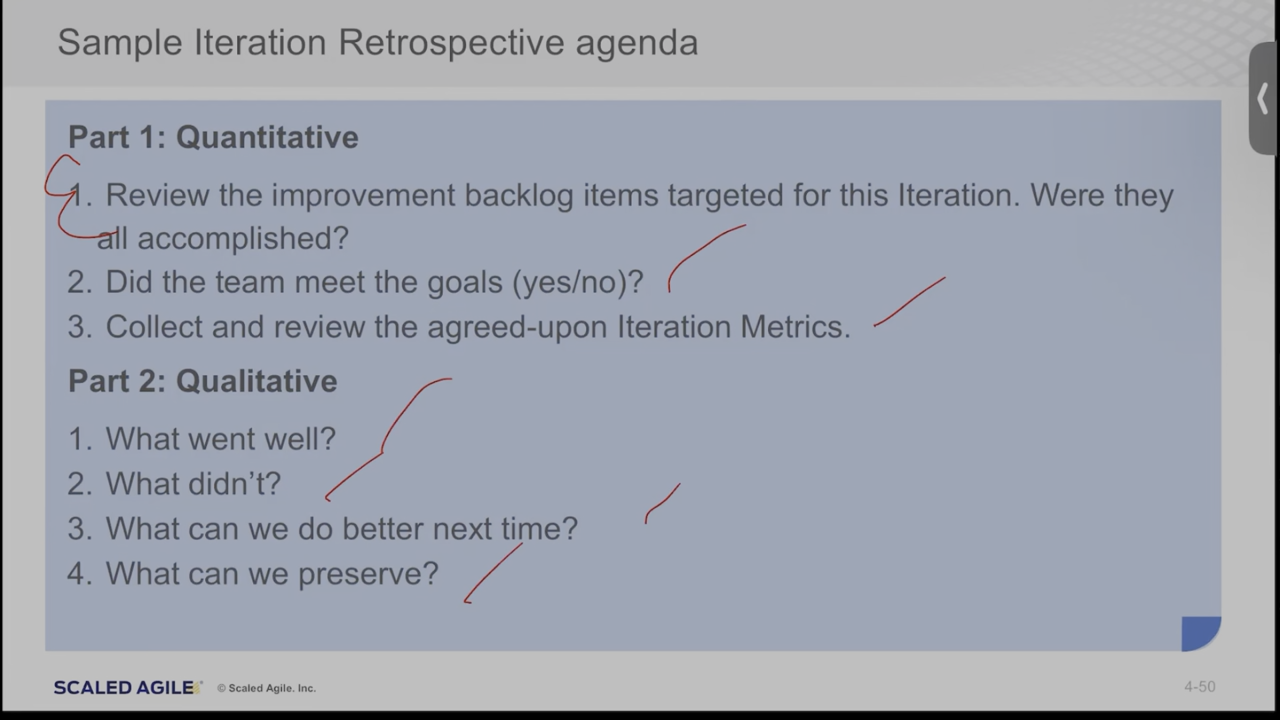 Sample Iteration Retrospective agenda
Part 1: Quantitative
1. Review the improvement backlog items targeted for this Iteration. Were they
all accomplished?
2. Did the team meet the goals (yes/no)?
3. Collect and review the agreed-upon Iteration Metrics.
Part 2: Qualitative
1. What went well?
2. What didn’t?
3. What can we do better next time?
4. What can we preserve?
SCALED AGILE® © Scaled Agile. Inc.
4-50